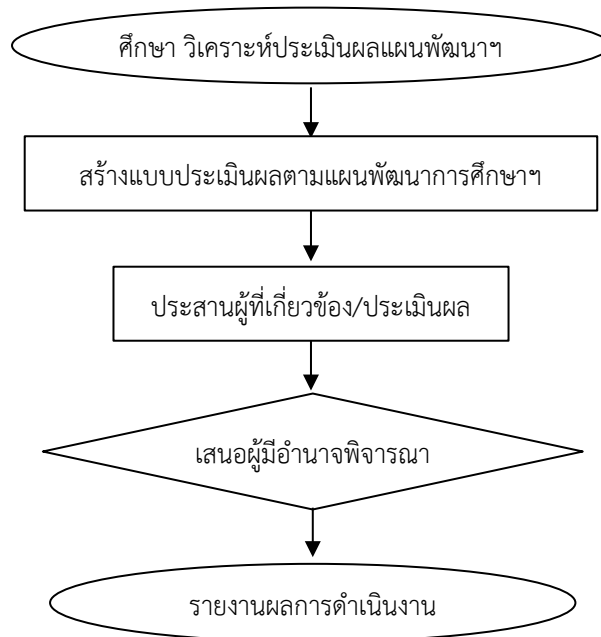 ศึกษา วิเคราะห์ประเมินผลแผนพัฒนาฯ
สร้างแบบประเมินผลตามแผนพัฒนาการศึกษาฯ
ประสานผู้ที่เกี่ยวข้อง/ประเมินผล
เสนอผู้มีอำนาจพิจารณา
รายงานผลการดำเนินงาน